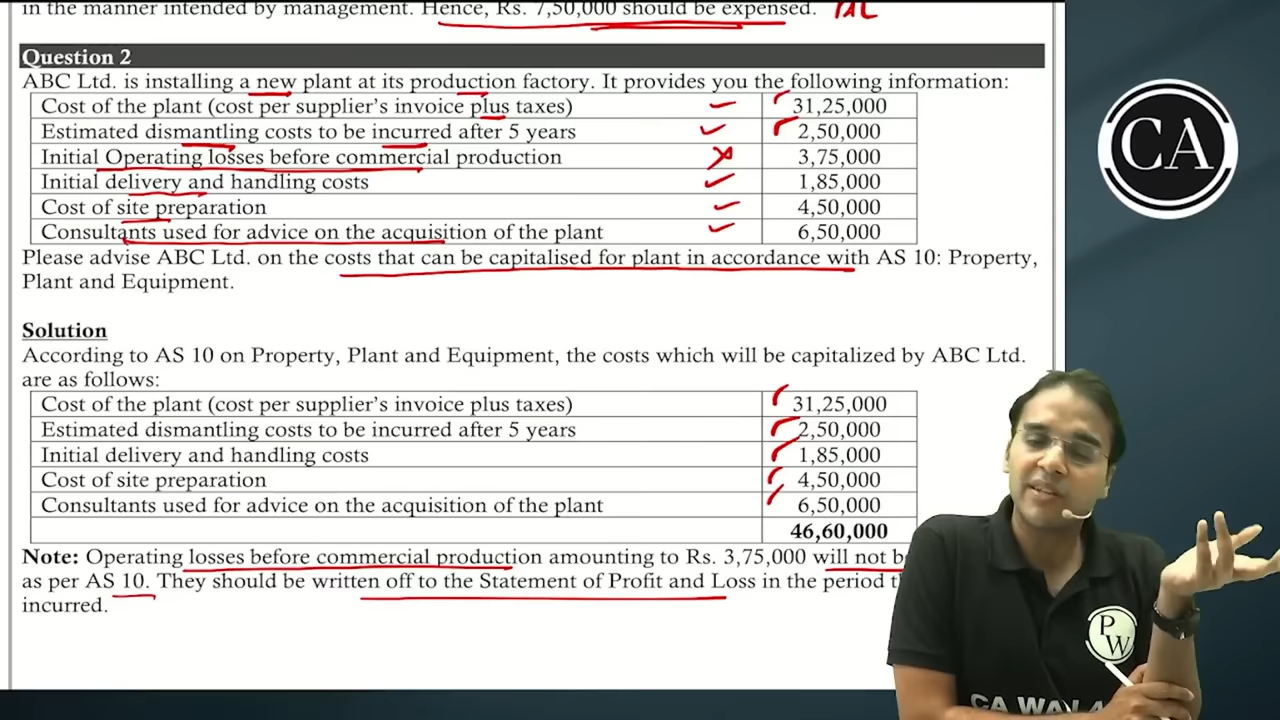 in the manner intended by management. Hence, Rs. 7,50,000 should be expensed.
Question 2
ABC Ltd. is installing a new plant at its production factory. It provides you the following information:
Cost of the plant (cost per supplier's invoice plus taxes) 31,25,000
Estimated dismantling costs to be incurred after 5 years 2,50,000
Initial Operating losses before commercial production 3,75,000
Initial delivery and handling costs 1,85,000
Cost of site preparation 4,50,000
Consultants used for advice on the acquisition of the plant 6,50,000
Please advise ABC Ltd. on the costs that can be capitalised for plant in accordance with AS 10: Property,
Plant and Equipment.
Solution
According to AS 10 on Property, Plant and Equipment, the costs which will be capitalized by ABC Ltd.
are as follows:
Cost of the plant (cost per supplier's invoice plus taxes) 31,25,000
Estimated dismantling costs to be incurred after 5 years 2,50,000
Initial delivery and handling costs 1,85,000
Cost of site preparation 4,50,000
Consultants used for advice on the acquisition of the plant 6,50,000
46,60,000
Note: Operating losses before commercial production amounting to Rs. 3,75,000 will not
as per AS 10. They should be written off to the Statement of Profit and Loss in the period
incurred.
CA
P
W
CA WALA